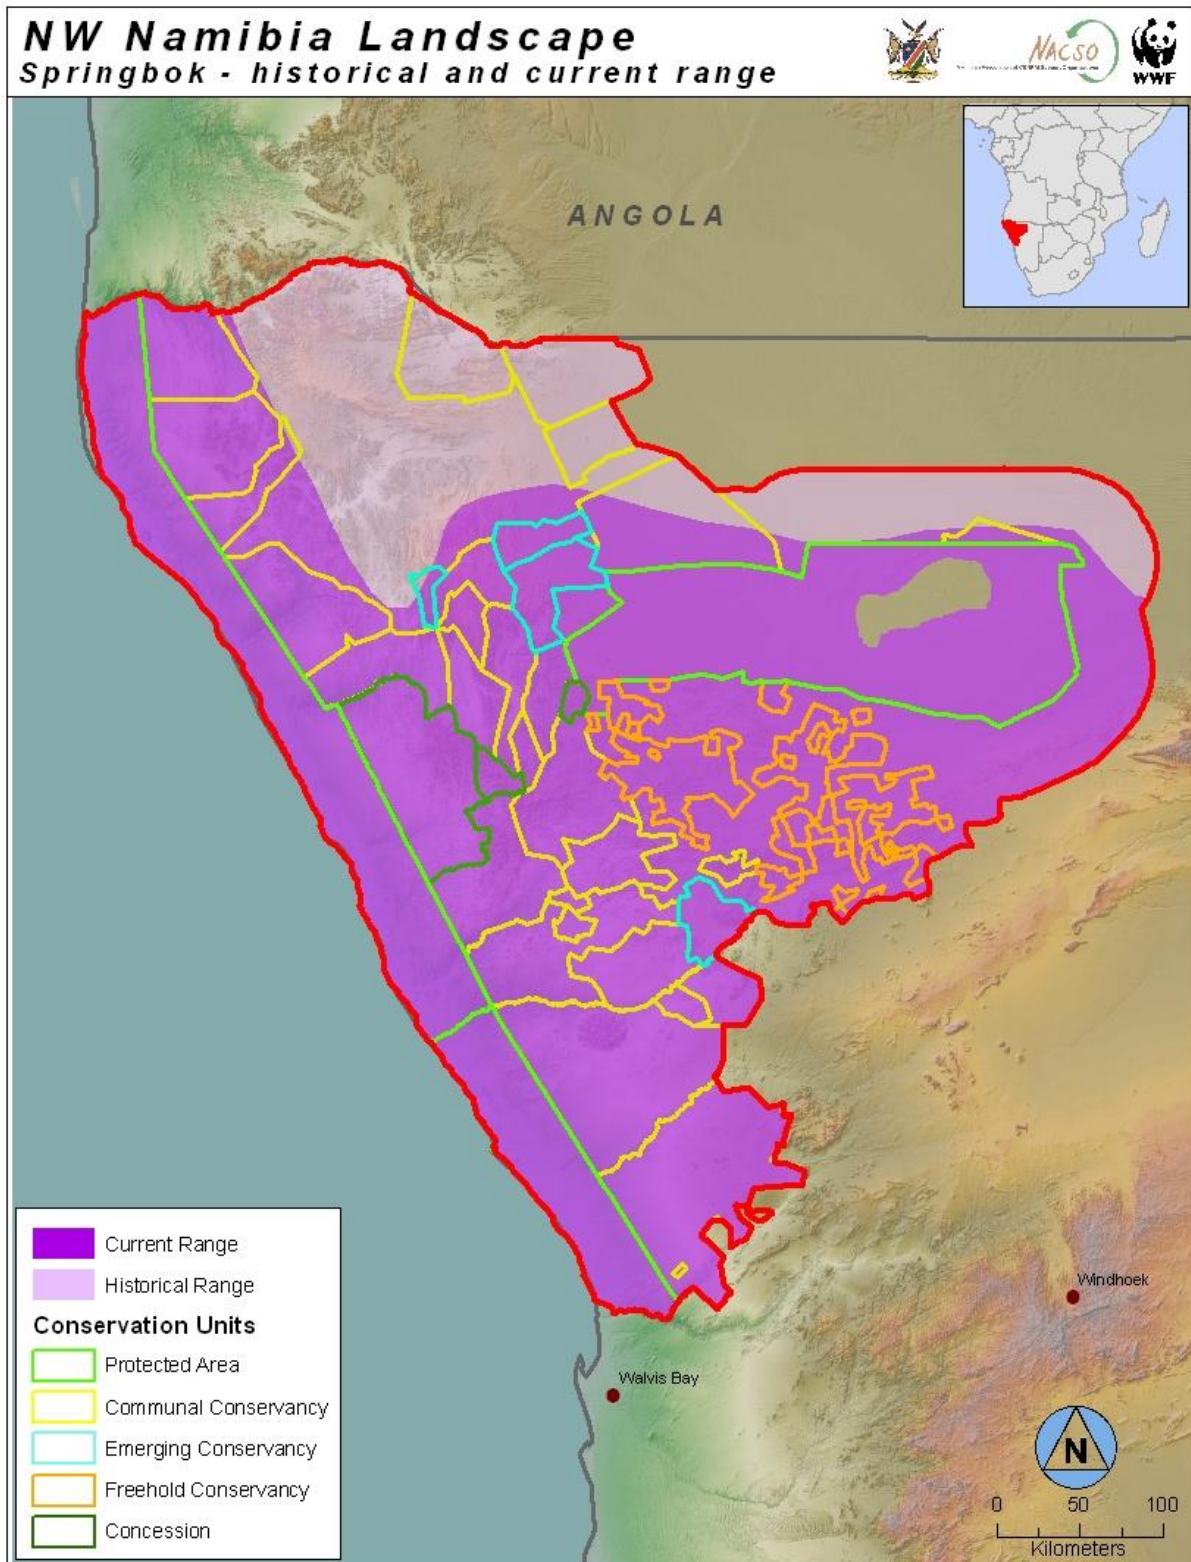 NW Namibia Landscape
Springbok - historical and current range
NACSO
WWF
ANGOLA
Windhoek
Walvis Bay
Current Range
Historical Range
Conservation Units
Protected Area
Communal Conservancy
Emerging Conservancy
Freehold Conservancy
Concession
N
0 50 100
Kilometers